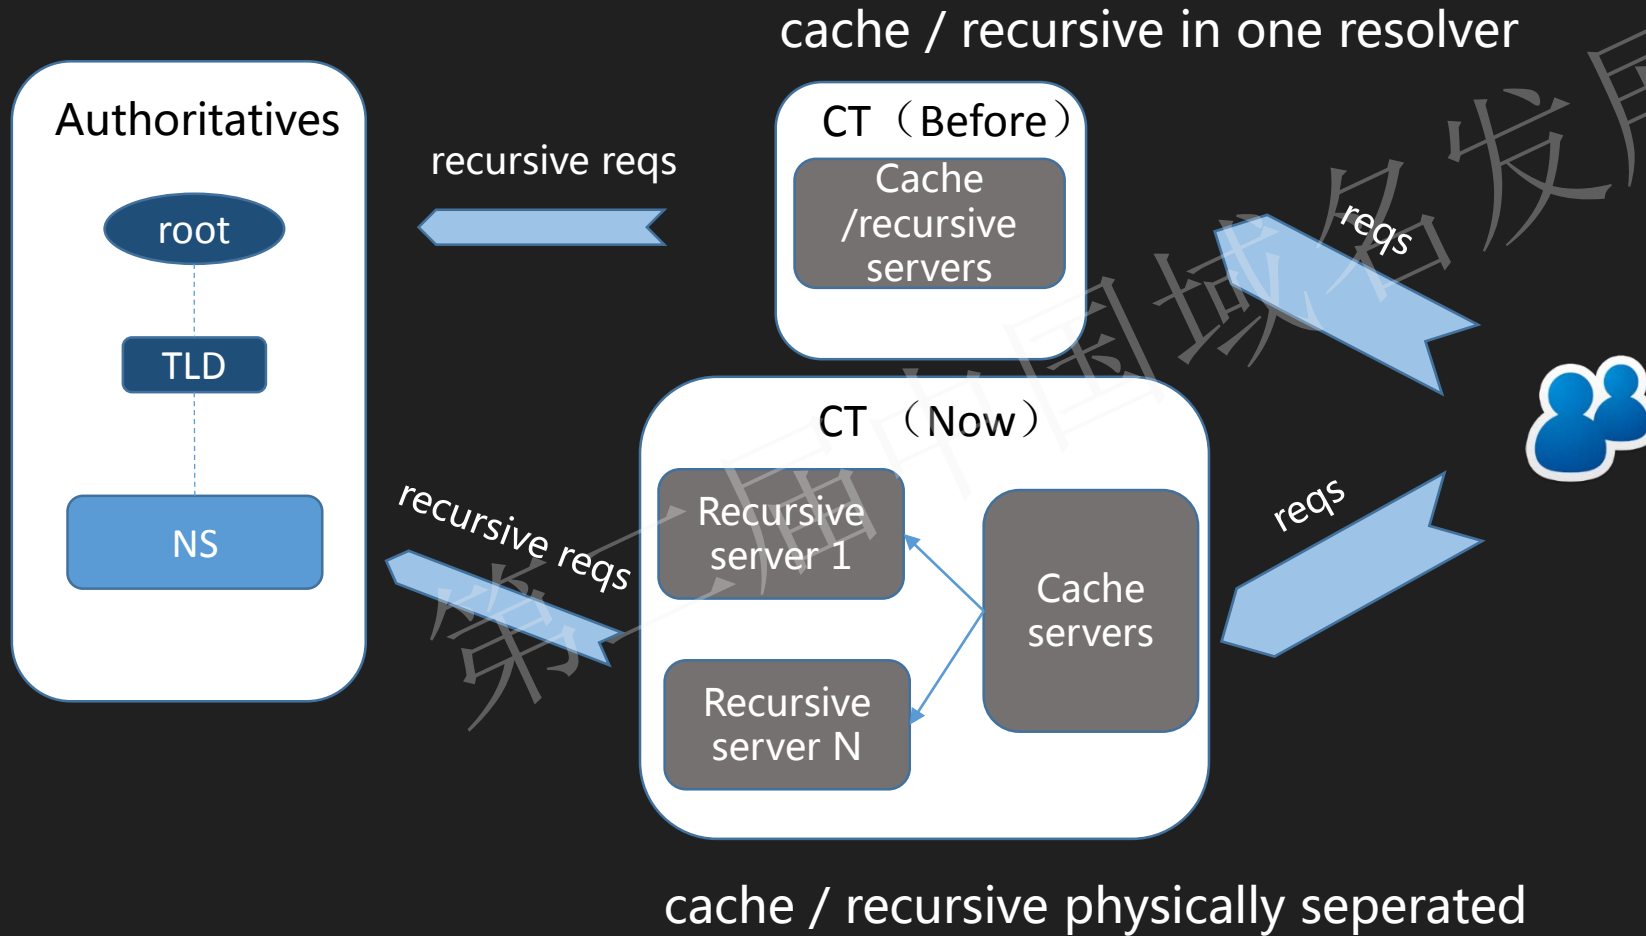 cache / recursive in one resolver
Authoritatives
root
TLD
NS
recursive reqs
CT（Before）
Cache
/recursive
servers
reqs
CT （Now）
recursive reqs
Recursive
server 1
Recursive
server N
Cache
servers
reqs
cache / recursive physically seperated
第二届中国域名发展